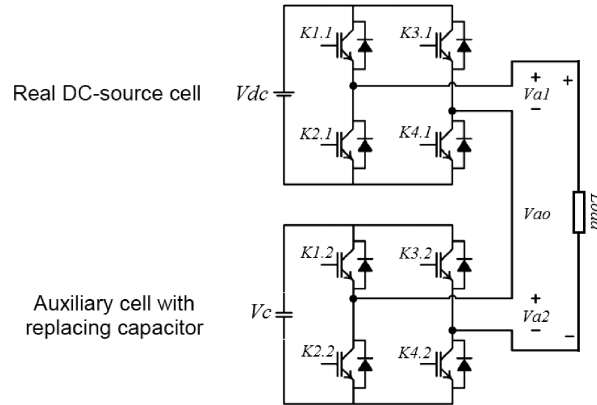 K1.1
K3.1
Real DC-source cell
Vdc
+
Va1
−
+
K2.1
K4.1
Vao
Load
K1.2
K3.2
Auxiliary cell with
replacing capacitor
Vc
+
Va2
−
−
K2.2
K4.2